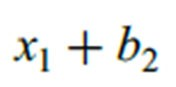 x₁ + b₂